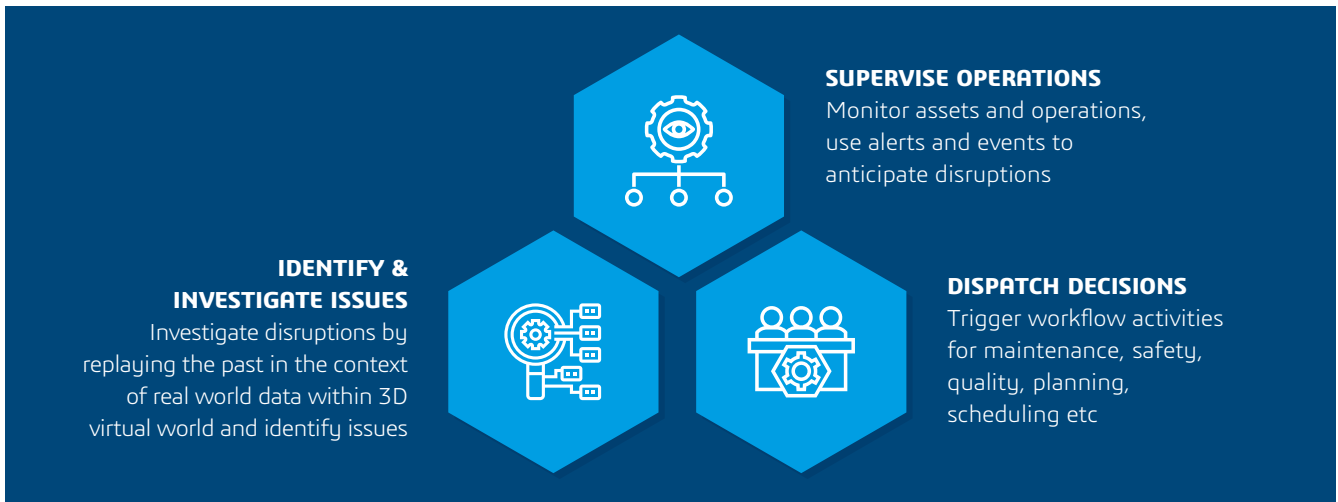 SUPERVISE OPERATIONS
Monitor assets and operations,
use alerts and events to
anticipate disruptions
IDENTIFY &
INVESTIGATE ISSUES
Investigate disruptions by
replaying the past in the context
of real world data within 3D
virtual world and identify issues
DISPATCH DECISIONS
Trigger workflow activities
for maintenance, safety,
quality, planning,
scheduling etc